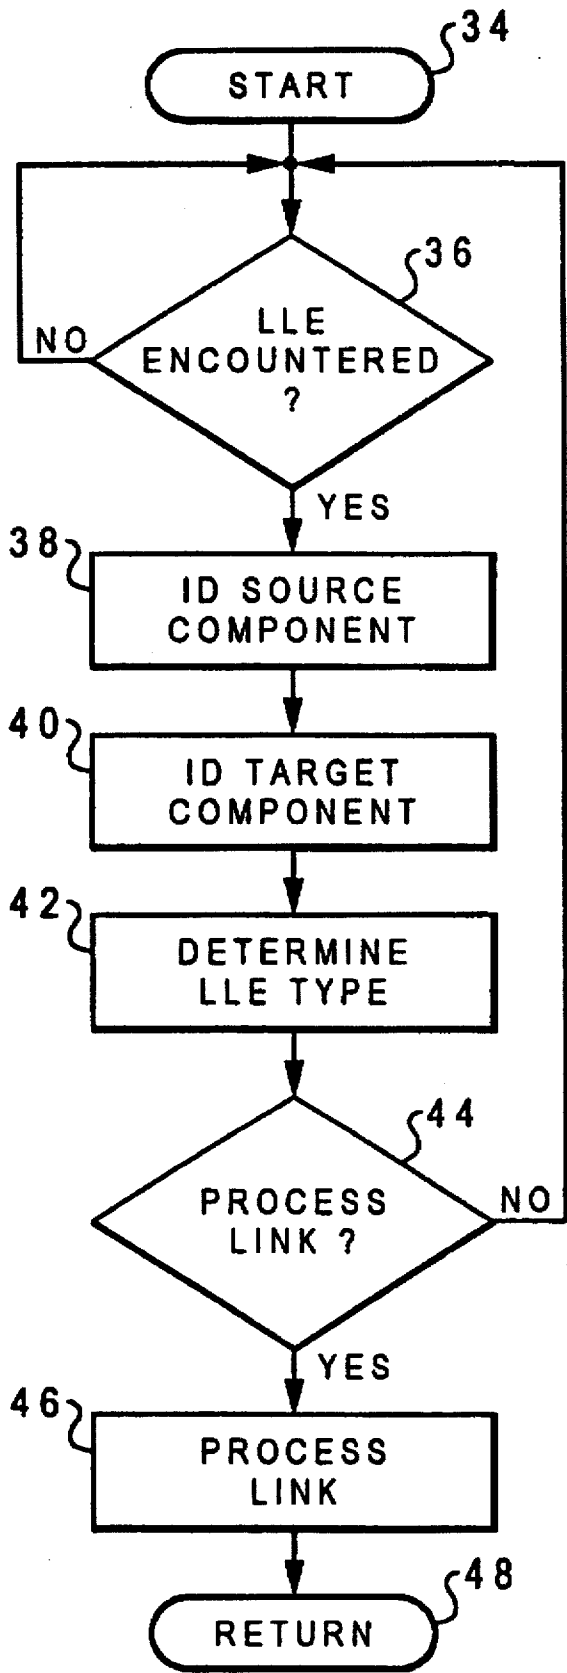 34
START
36
LLE
ENCOUNTERED
?
NO
YES
38
ID SOURCE
COMPONENT
40
ID TARGET
COMPONENT
42
DETERMINE
LLE TYPE
44
PROCESS
LINK ?
NO
YES
46
PROCESS
LINK
48
RETURN